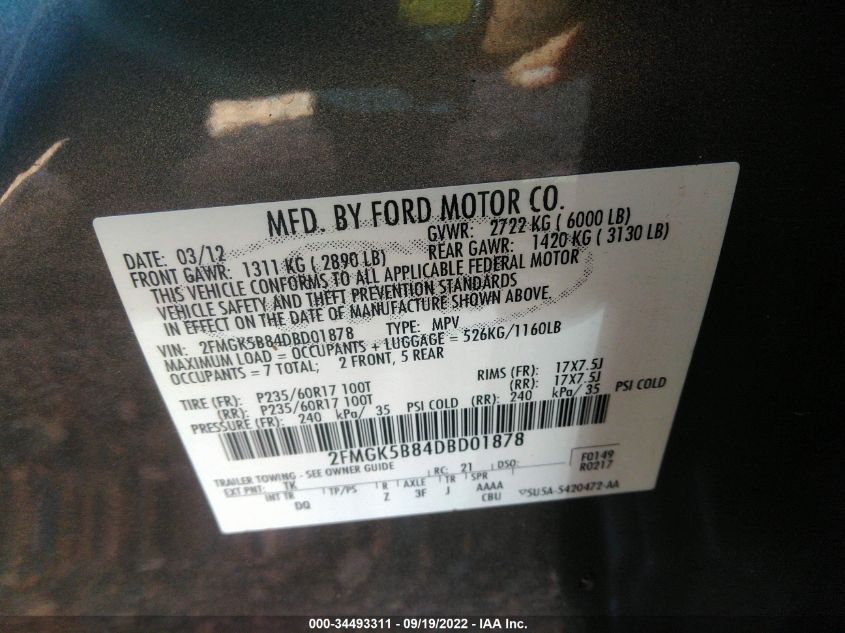 MFD. BY FORD MOTOR CO.
DATE: 03/12 GVWR: 2722 KG ( 6000 LB)
FRONT GAWR: 1311 KG ( 2890 LB) REAR GAWR: 1420 KG ( 3130 LB)
THIS VEHICLE CONFORMS TO ALL APPLICABLE FEDERAL MOTOR
VEHICLE SAFETY AND THEFT PREVENTION STANDARDS
IN EFFECT ON THE DATE OF MANUFACTURE SHOWN ABOVE.
VIN: 2FMGK5B84DBD01878 TYPE: MPV
MAXIMUM LOAD = OCCUPANTS + LUGGAGE = 526KG/1160LB
OCCUPANTS = 7 TOTAL; 2 FRONT, 5 REAR
TIRE (FR): P235/60R17 100T RIMS (FR): 17X7.5J
(RR): P235/60R17 100T (RR): 17X7.5J
PRESSURE (FR): 240 kPa/ 35 PSI COLD (RR): 240 kPa/ 35 PSI COLD
2FMGK5B84DBD01878
F0149
R0217
TRAILER TOWING - SEE OWNER GUIDE RC: 21 DSO:
EXT PNT: TK
INT TR TP/PS R AXLE TR SPR
DQ Z 3F J AAAA
CBU ▽5U5A-5420472-AA
000-34493311 - 09/19/2022 - IAA Inc.